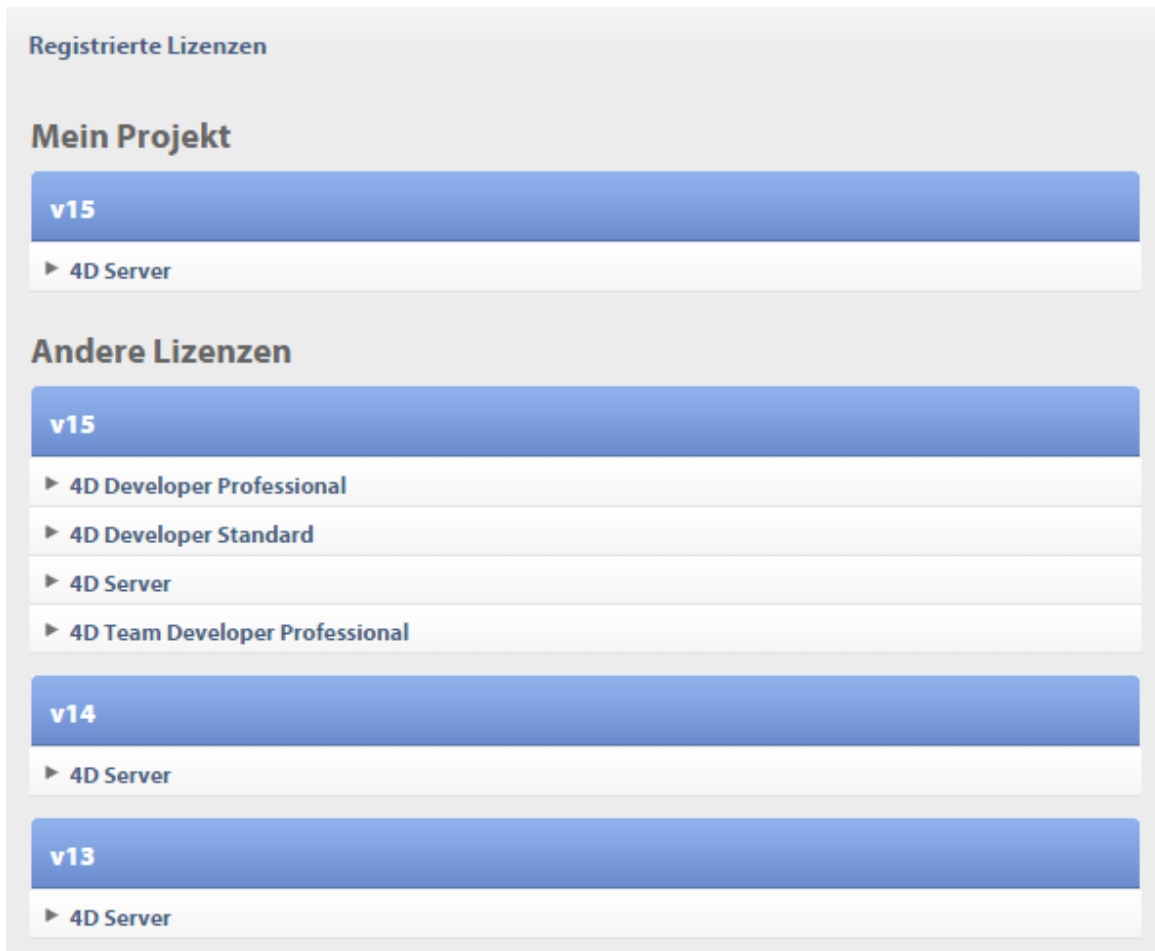 Registrierte Lizenzen
Mein Projekt
v15
4D Server
Andere Lizenzen
v15
4D Developer Professional
4D Developer Standard
4D Server
4D Team Developer Professional
v14
4D Server
v13
4D Server